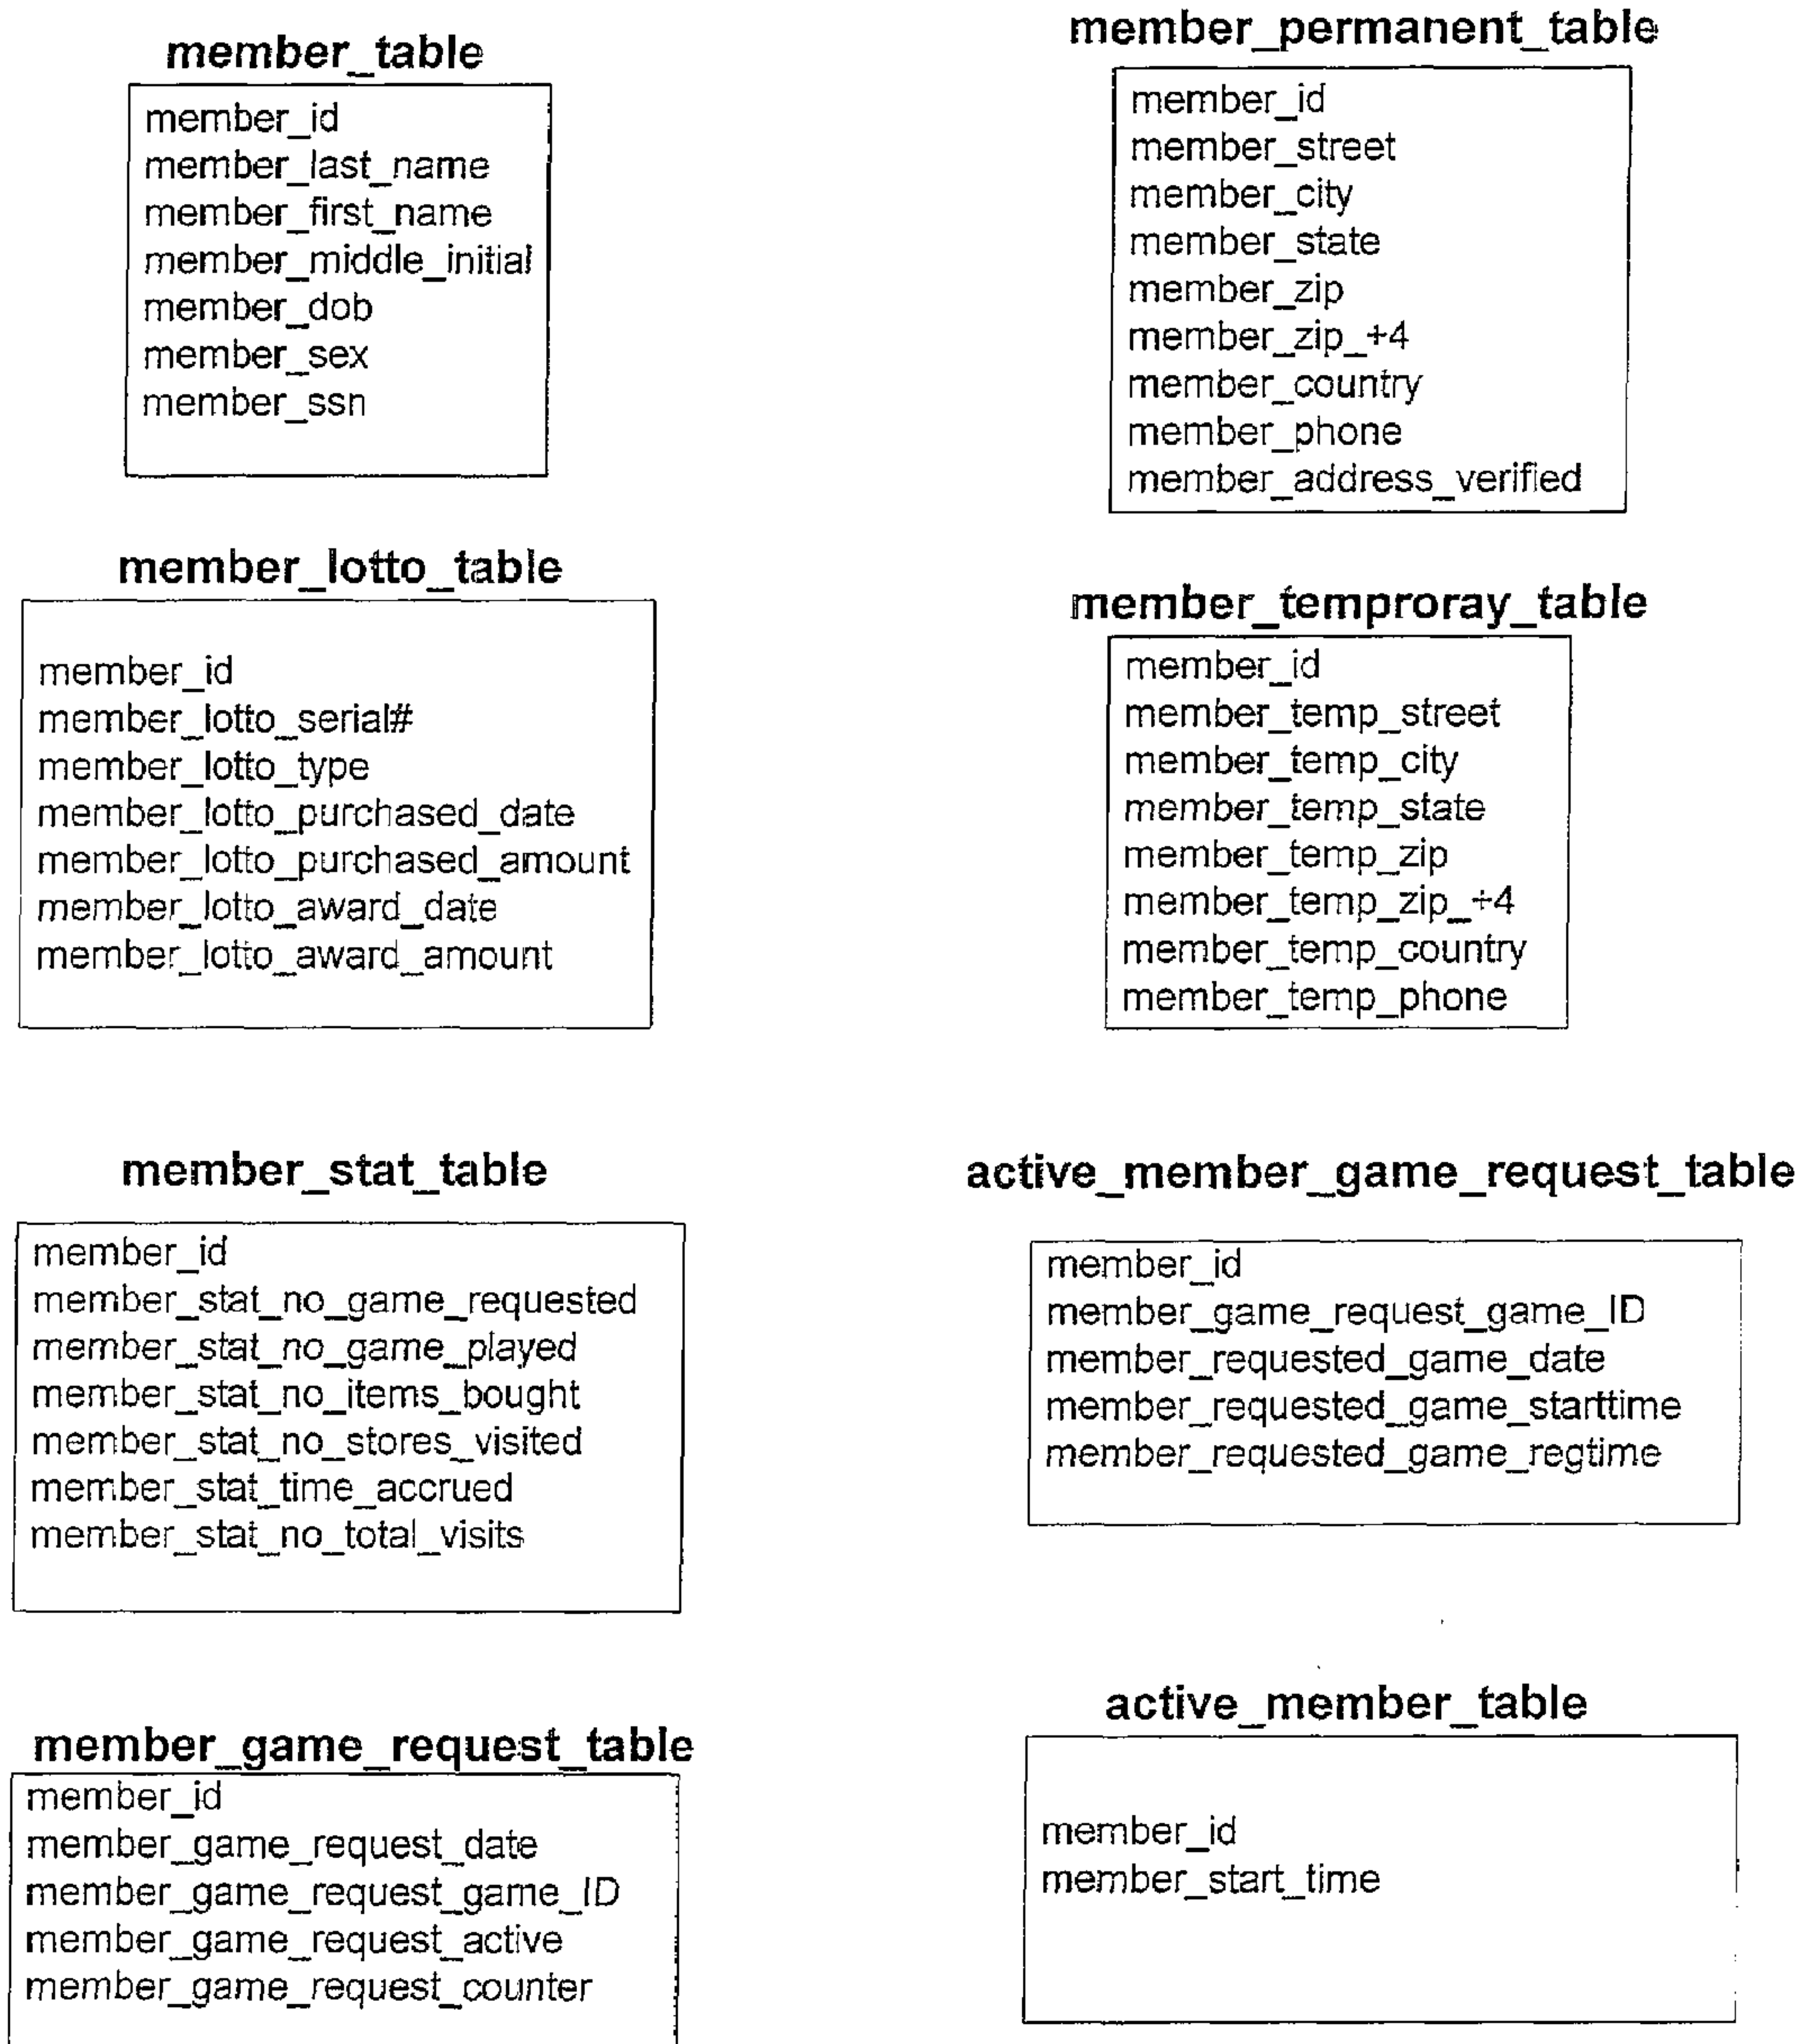 member_table
member_id
member_last_name
member_first_name
member_middle_initial
member_dob
member_sex
member_ssn
member_permanent_table
member_id
member_street
member_city
member_state
member_zip
member_zip_+4
member_country
member_phone
member_address_verified
member_lotto_table
member_id
member_lotto_serial#
member_lotto_type
member_lotto_purchased_date
member_lotto_purchased_amount
member_lotto_award_date
member_lotto_award_amount
member_temproray_table
member_id
member_temp_street
member_temp_city
member_temp_state
member_temp_zip
member_temp_zip_+4
member_temp_country
member_temp_phone
member_stat_table
member_id
member_stat_no_game_requested
member_stat_no_game_played
member_stat_no_items_bought
member_stat_no_stores_visited
member_stat_time_accrued
member_stat_no_total_visits
active_member_game_request_table
member_id
member_game_request_game_ID
member_requested_game_date
member_requested_game_starttime
member_requested_game_regtime
member_game_request_table
member_id
member_game_request_date
member_game_request_game_ID
member_game_request_active
member_game_request_counter
active_member_table
member_id
member_start_time